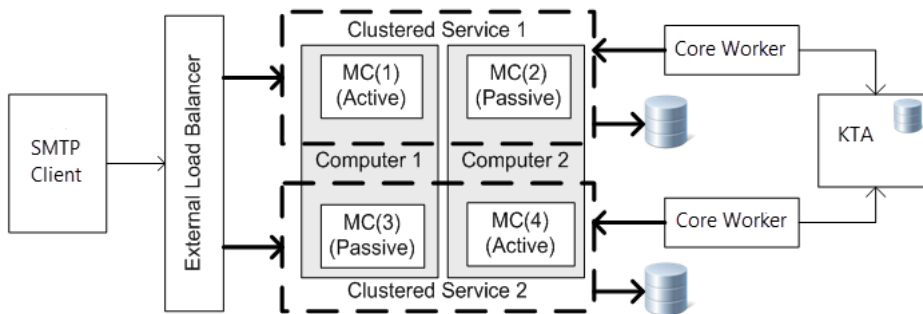 Clustered Service 1
Core Worker
MC(1)
(Active)
MC(2)
(Passive)
SMTP
Client
External Load Balancer
Computer 1
Computer 2
KTA
MC(3)
(Passive)
MC(4)
(Active)
Core Worker
Clustered Service 2